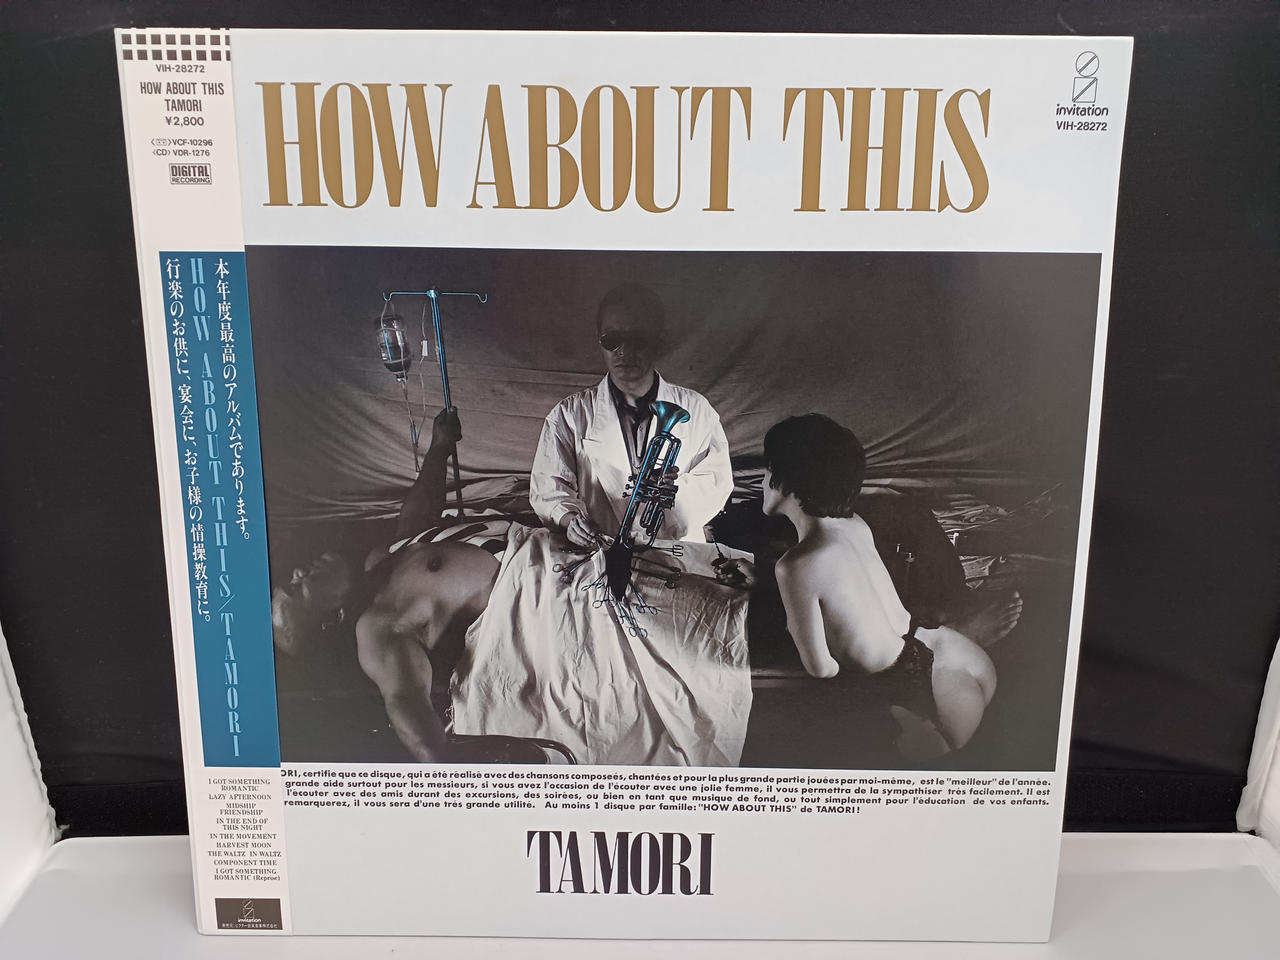 VIH-28272
HOW ABOUT THIS
TAMORI
¥2,800
VCF-10296
〈CD〉VDR-1276
DIGITAL
RECORDING
本年度最高のアルバムであります。
HOW ABOUT THIS/TAMORI
行楽のお供に、宴会に、お子様の情操教育に。
I GOT SOMETHING
ROMANTIC
LAZY AFTERNOON
MIDSHIP
FRIENDSHIP
IN THE END OF
THIS NIGHT
IN THE MOVEMENT
HARVEST MOON
THE WALTZ IN WALTZ
COMPONENT TIME
I GOT SOMETHING
ROMANTIC (Reprise)
invitation
HOW ABOUT THIS
invitation
VIH-28272
ORI, certifie que ce disque, qui a été réalisé avec des chansons composeés, chantées et pour la plus grande partie jouées par moi-même, est le "meilleur" de l'année.
grande aide surtout pour les messieurs, si vous avez l'occasion de l'écouter avec une jolie femme, il vous permettra de la sympathiser très facilement. Il est
l'écouter avec des amis durant des excursions, des soirées, ou bien en tant que musique de fond, ou tout simplement pour l'éducation de vos enfants.
remarquerez, il vous sera d'une trés grande utilité. Au moins 1 disque par famille: "HOW ABOUT THIS" de TAMORI!
TAMORI